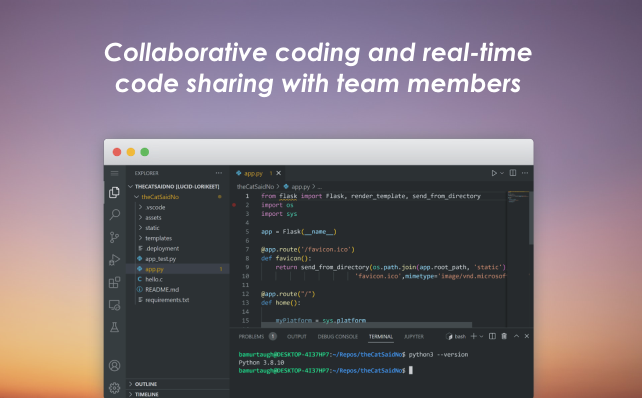 Collaborative coding and real-time
code sharing with team members
EXPLORER
THECATSAIDNO (LUCID-LORIKEET)
theCatSaidNo
.vscode
assets
static
templates
.deployment
app_test.py
app.py 1
hello.c
README.md
requirements.txt
OUTLINE
TIMELINE
app.py 1
theCatSaidNo > app.py > ...
1 from flask import Flask, render_template, send_from_directory
2 import os
3 import sys
4
5 app = Flask(__name__)
6
7 @app.route('/favicon.ico')
8 def favicon():
9 return send_from_directory(os.path.join(app.root_path, 'static')
10 'favicon.ico',mimetype='image/vnd.microsof
11
12 @app.route("/")
13 def home():
14
15 myPlatform = sys.platform
PROBLEMS 1 OUTPUT DEBUG CONSOLE TERMINAL JUPYTER bash
bamurtaugh@DESKTOP-4I37HP7:~/Repos/theCatSaidNo$ python3 --version
Python 3.8.10
bamurtaugh@DESKTOP-4I37HP7:~/Repos/theCatSaidNo$